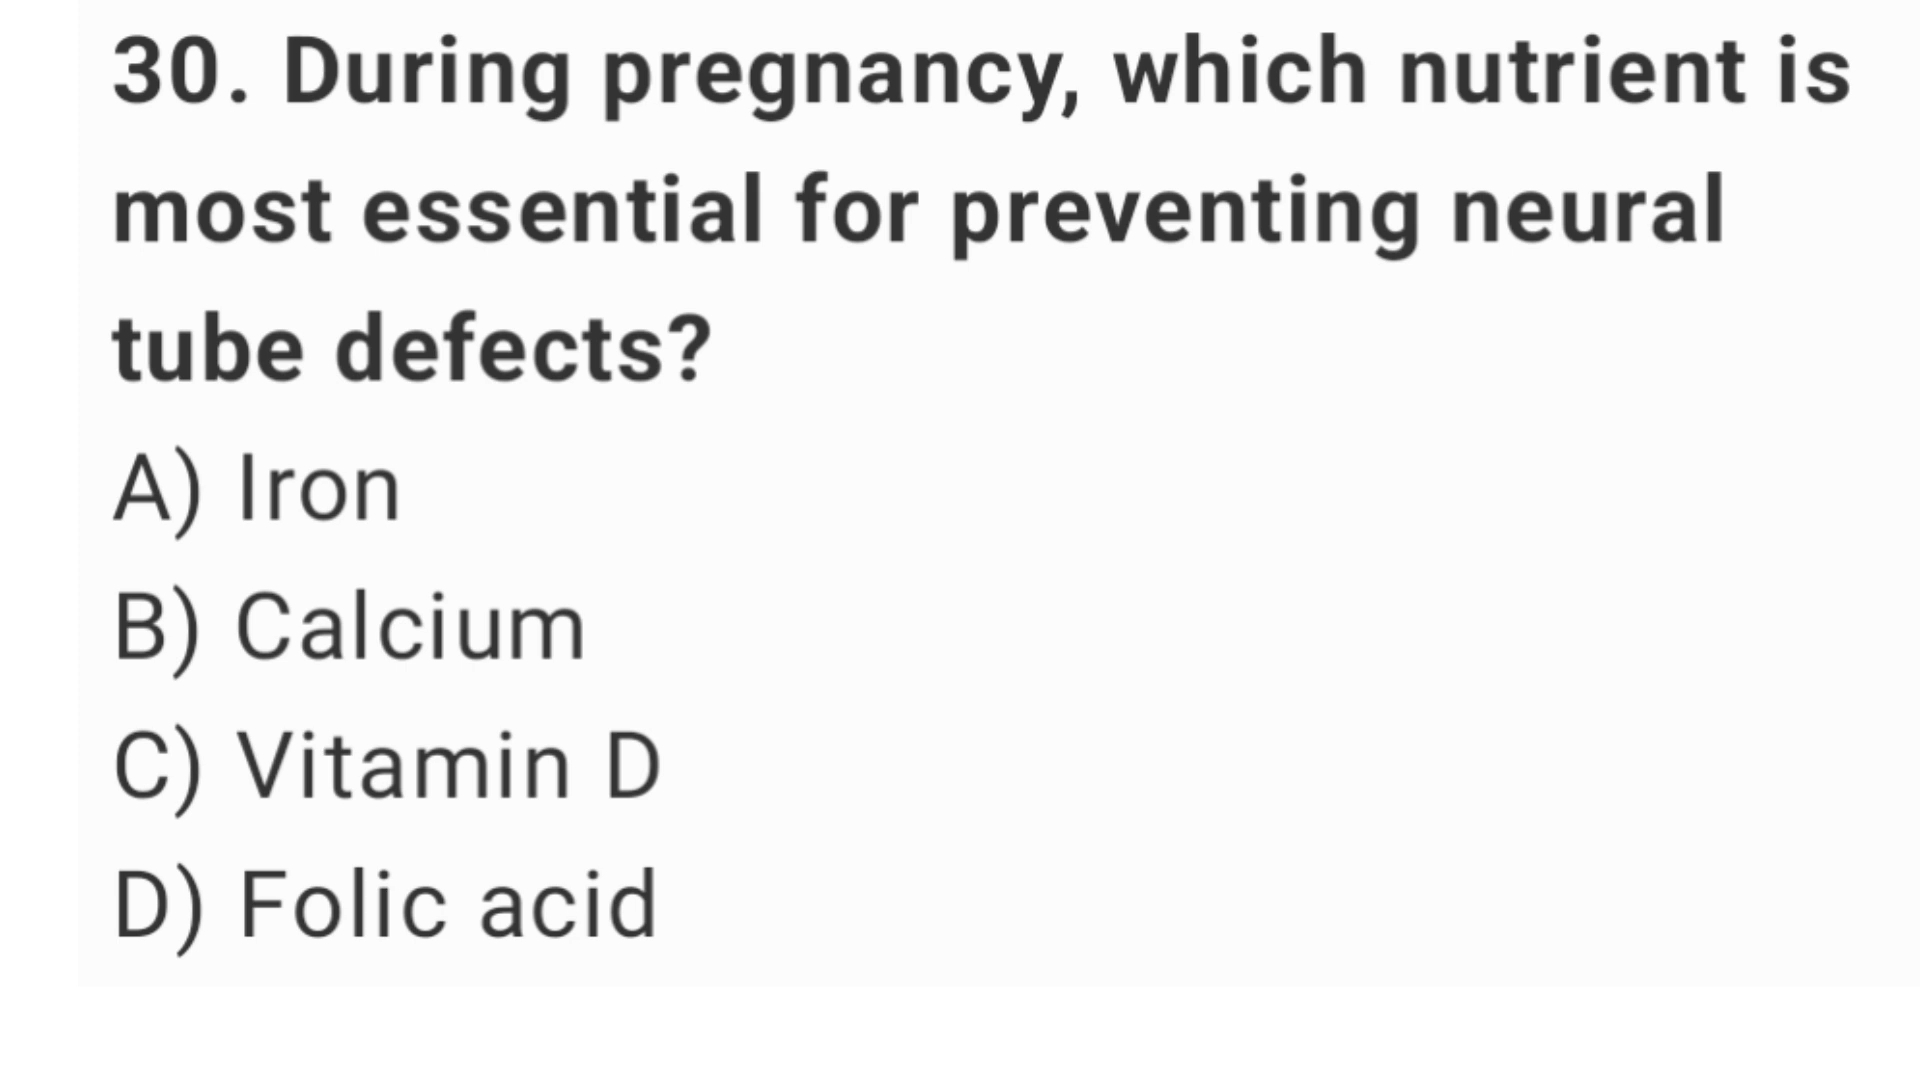 30. During pregnancy, which nutrient is
most essential for preventing neural
tube defects?
A) Iron
B) Calcium
C) Vitamin D
D) Folic acid